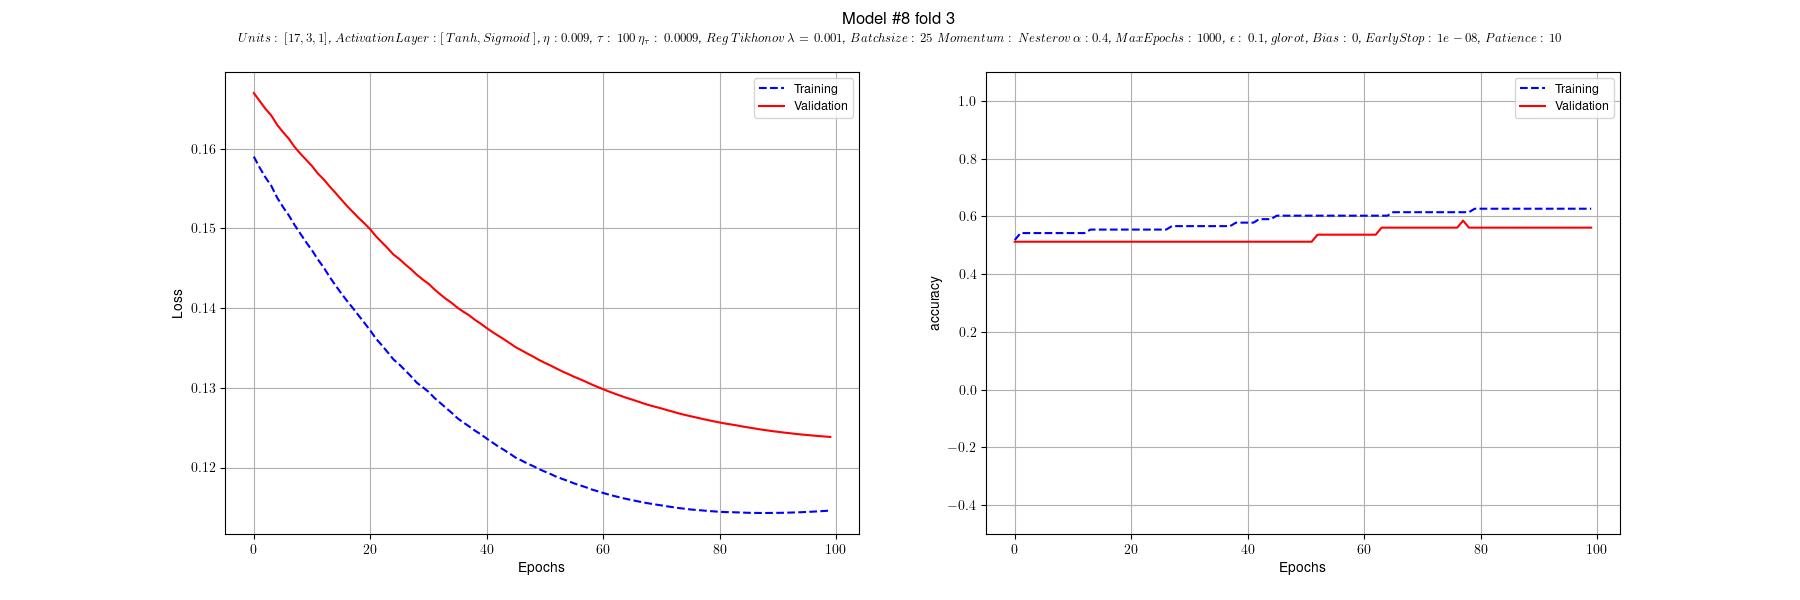 Model #8 fold 3
Units : [17, 3, 1], ActivationLayer : [Tanh, Sigmoid ], η : 0.009, τ : 100 η_τ : 0.0009, Reg Tikhonov λ = 0.001, Batchsize : 25 Momentum : Nesterov α : 0.4, MaxEpochs : 1000, ϵ : 0.1, glorot, Bias : 0, EarlyStop : 1e − 08, Patience : 10
Training
Validation
0.16
0.15
0.14
0.13
0.12
Loss
0 20 40 60 80 100
Epochs
Training
Validation
1.0
0.8
0.6
0.4
0.2
0.0
−0.2
−0.4
accuracy
0 20 40 60 80 100
Epochs